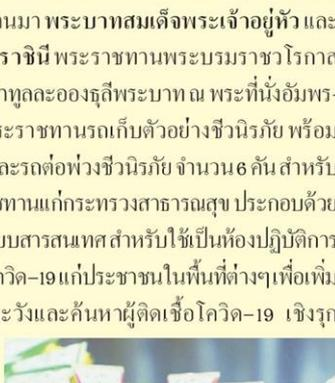 านมา พระบาทสมเด็จพระเจ้าอยู่หัว และ
ราชินี พระราชทานพระบรมราชวโรกาส
าทูลละอองธุลีพระบาท ณ พระที่นั่งอัมพร-
ระราชทานรถเก็บตัวอย่างชีวนิรภัย พร้อม
ละรถต่อพ่วงชีวนิรภัย จำนวน 6 คัน สำหรับ
ชทานแก่กระทรวงสาธารณสุข ประกอบด้วย
บบสารสนเทศ สำหรับใช้เป็นห้องปฏิบัติการ
ควิด-19 แก่ประชาชนในพื้นที่ต่างๆ เพื่อเพิ่ม
ะวังและค้นหาผู้ติดเชื้อโควิด-19 เชิงรุก